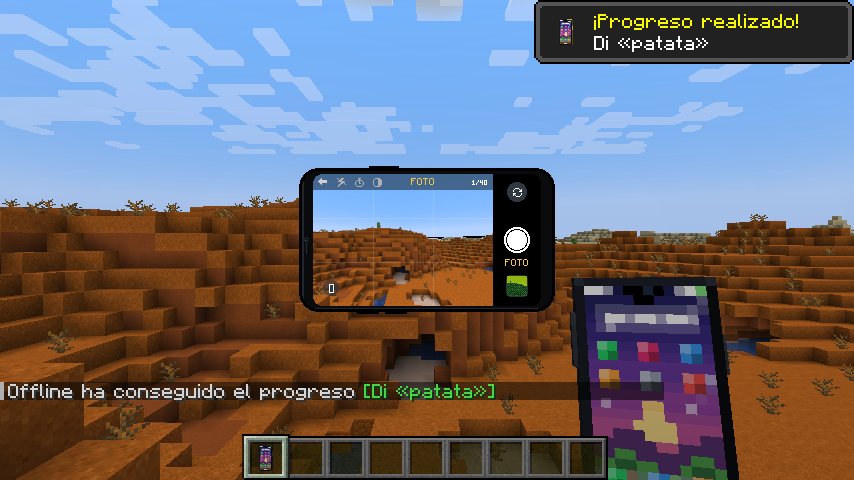 ¡Progreso realizado!
Di «patata»
FOTO
1/40
FOTO
Offline ha conseguido el progreso [Di «patata»]